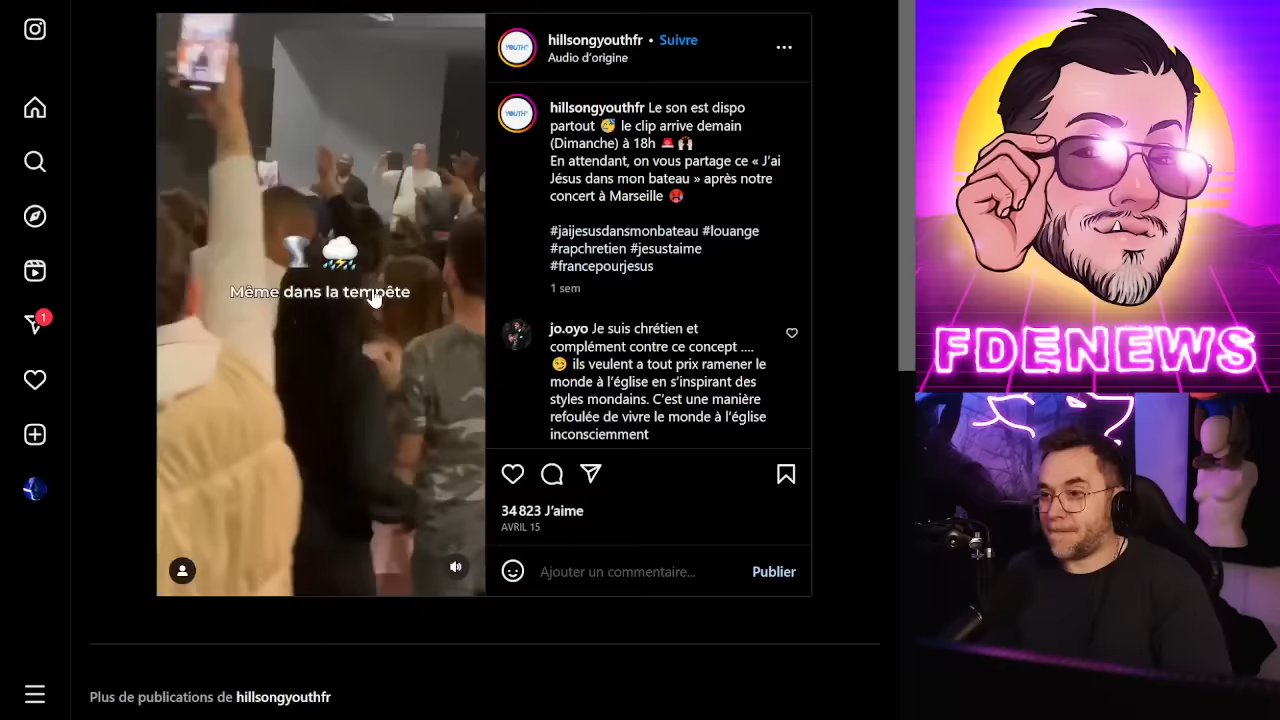 hillsongyouthfr • Suivre
Audio d'origine
hillsongyouthfr Le son est dispo
partout 🥳 le clip arrive demain
(Dimanche) à 18h 🚨
En attendant, on vous partage ce « J'ai
Jésus dans mon bateau » après notre
concert à Marseille 🥵
#jaijesusdansmonbateau #louange
#rapchretien #jesustaime
#francepourjesus
1 sem
jo.oyo Je suis chrétien et
complément contre ce concept ....
😏 ils veulent a tout prix ramener le
monde à l'église en s'inspirant des
styles mondains. C'est une manière
refoulée de vivre le monde à l'église
inconsciemment
34 823 J'aime
AVRIL 15
Ajouter un commentaire... Publier
Même dans la tempête
YOUTH
YOUTH
1
Plus de publications de hillsongyouthfr
FDENEWS